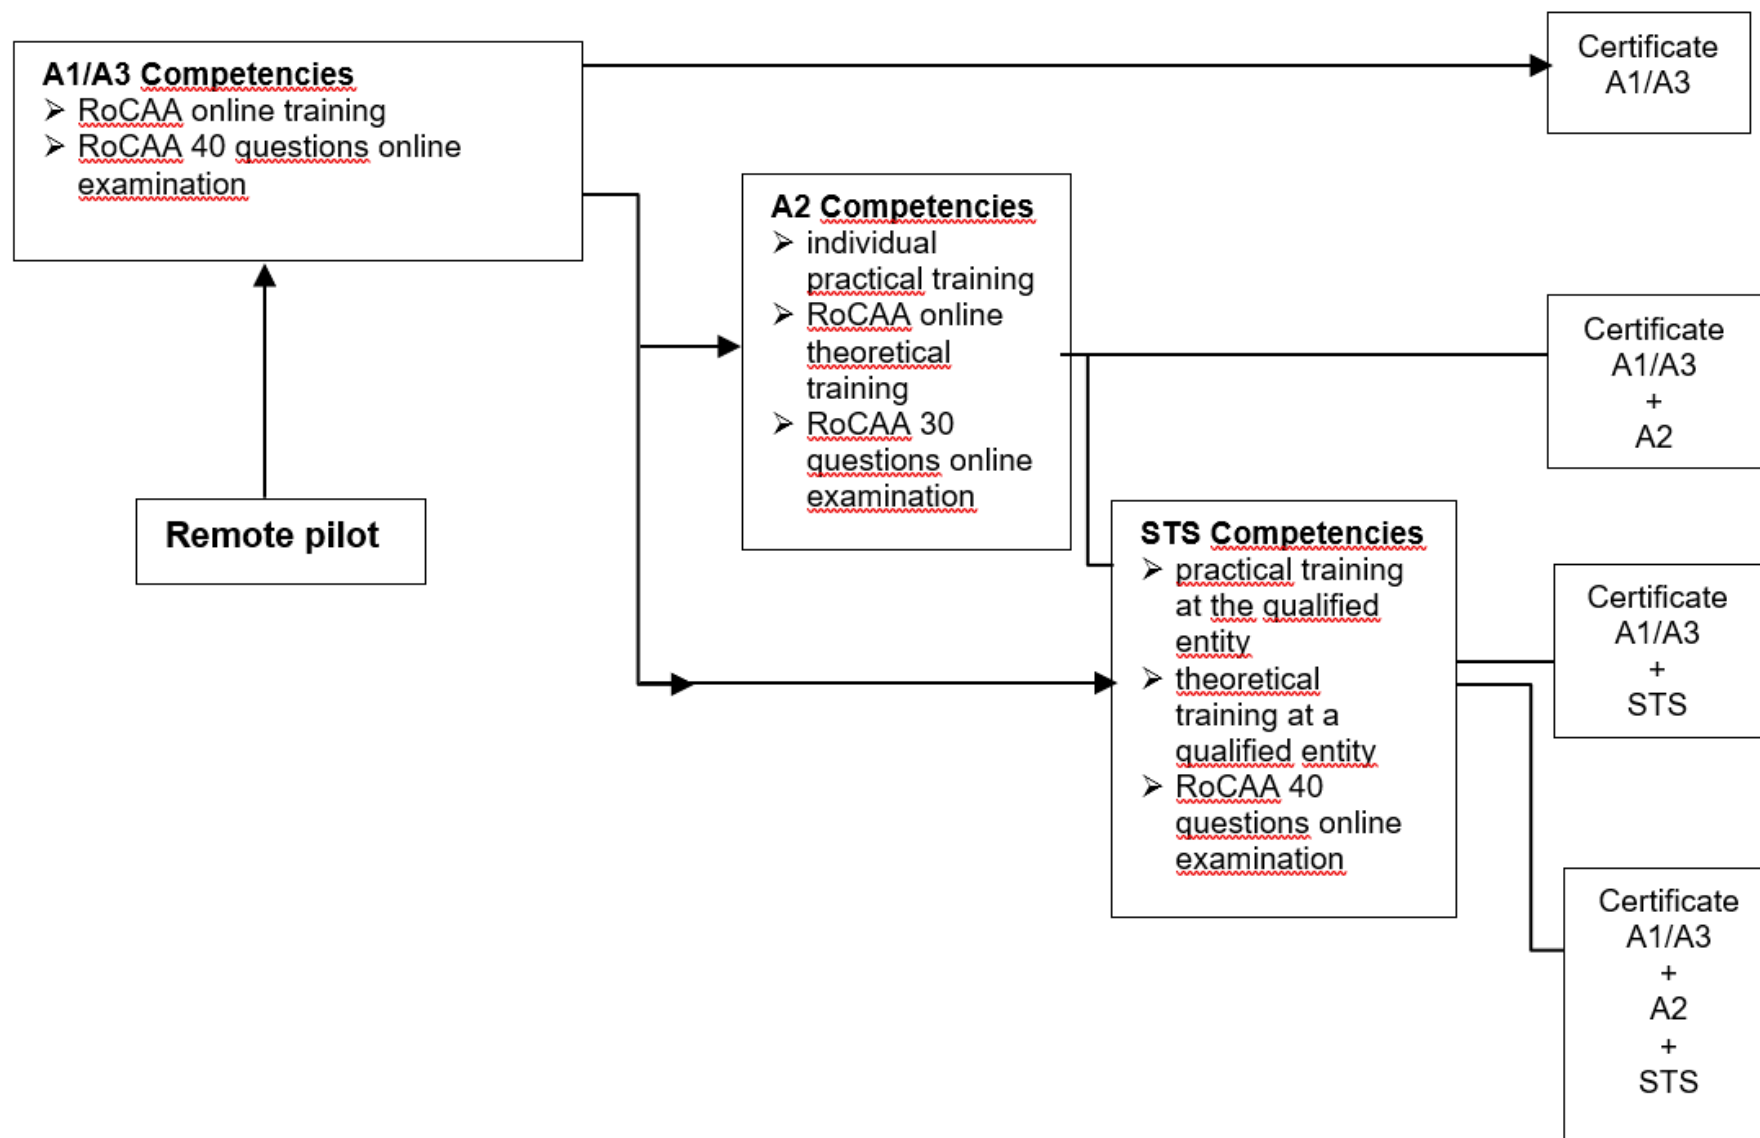 A1/A3 Competencies
➢ RoCAA online training
➢ RoCAA 40 questions online
examination
Remote pilot
A2 Competencies
➢ individual
practical training
➢ RoCAA online
theoretical
training
➢ RoCAA 30
questions online
examination
STS Competencies
➢ practical training
at the qualified
entity
➢ theoretical
training at a
qualified entity
➢ RoCAA 40
questions online
examination
Certificate
A1/A3
Certificate
A1/A3
+
A2
Certificate
A1/A3
+
STS
Certificate
A1/A3
+
A2
+
STS